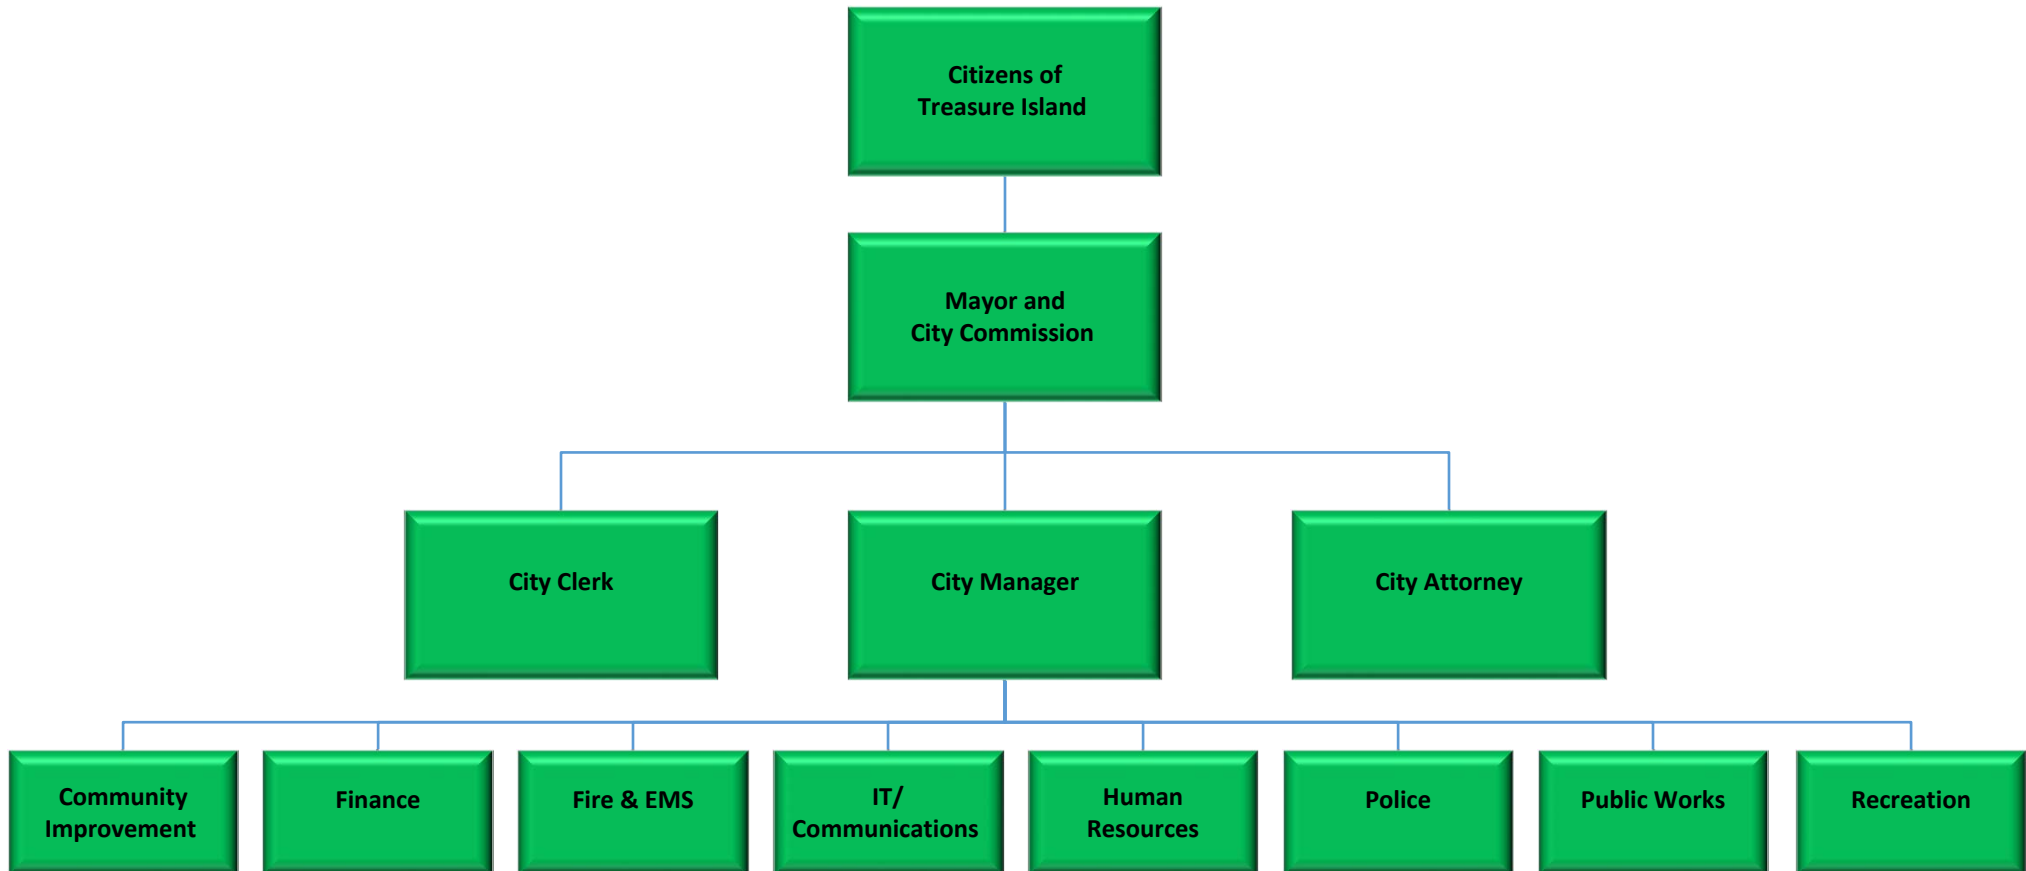 Citizens of
Treasure Island
Mayor and
City Commission
City Clerk
City Manager
City Attorney
Community
Improvement
Finance
Fire & EMS
IT/
Communications
Human
Resources
Police
Public Works
Recreation